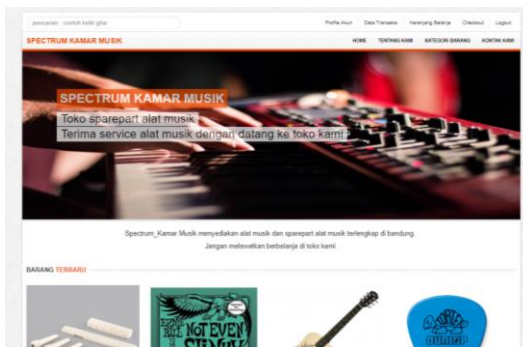 pencarian : contoh ketik gitar
Profile Akun Data Transaksi Keranjang Belanja Checkout Logout
SPECTRUM KAMAR MUSIK
HOME TENTANG KAMI KATEGORI BARANG KONTAK KAMI
SPECTRUM KAMAR MUSIK
Toko sparepart alat musik
Terima service alat musik dengan datang ke toko kami
Spectrum_Kamar Musik menyediakan alat musik dan sparepart alat musik terlengkap di bandung.
Jangan melewatkan berbelanja di toko kami.
BARANG TERBARU
NOT EVEN
SLINKY
TORTEX
DUNLOP